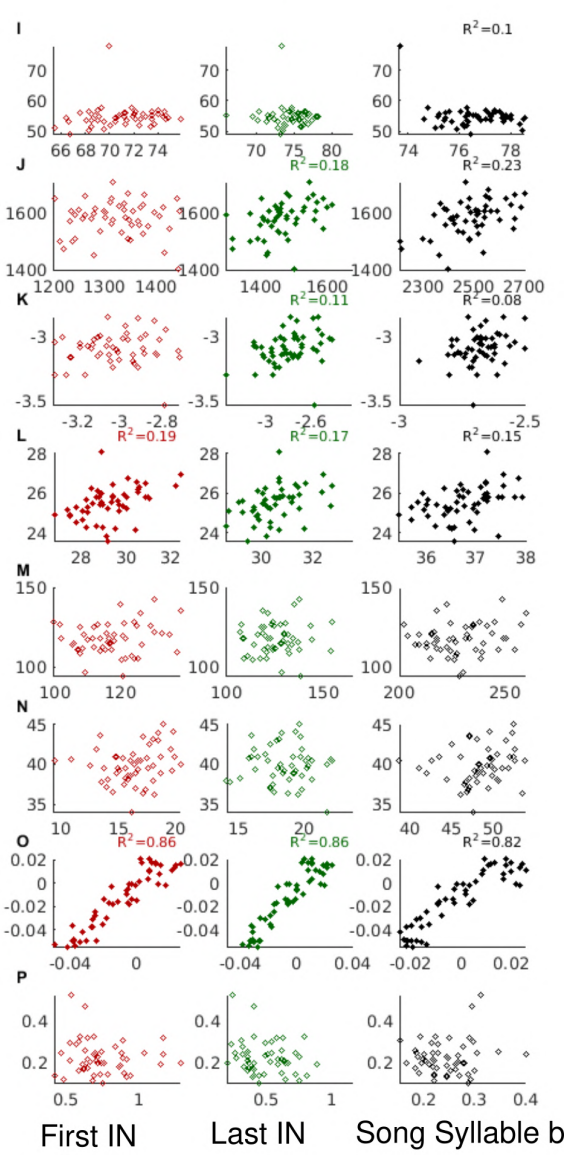 I
R²=0.1
70 70 70
60 60 60
50 50 50
66 68 70 72 74 70 75 80 74 76 78
J
R²=0.18 R²=0.23
1600 1600 1600
1400 1400 1400
1200 1300 1400 1400 1600 2300 2500 2700
K
R²=0.11 R²=0.08
-3 -3 -3
-3.5 -3.5 -3.5
-3.2 -3 -2.8 -3 -2.6 -3 -2.5
L
R²=0.19 R²=0.17 R²=0.15
28 28 28
26 26 26
24 24 24
28 30 32 30 32 36 37 38
M
150 150 150
100 100 100
100 120 100 150 200 250
N
45 45 45
40 40 40
35 35 35
10 15 20 15 20 40 45 50
O
R²=0.86 R²=0.86 R²=0.82
0.02 0.02 0.02
0 0 0
-0.02 -0.02 -0.02
-0.04 -0.04 -0.04
-0.04 0 -0.04 0 0.04 -0.02 0 0.02
P
0.4 0.4 0.4
0.2 0.2 0.2
0.5 1 0.5 1 0.2 0.3 0.4
First IN Last IN Song Syllable b